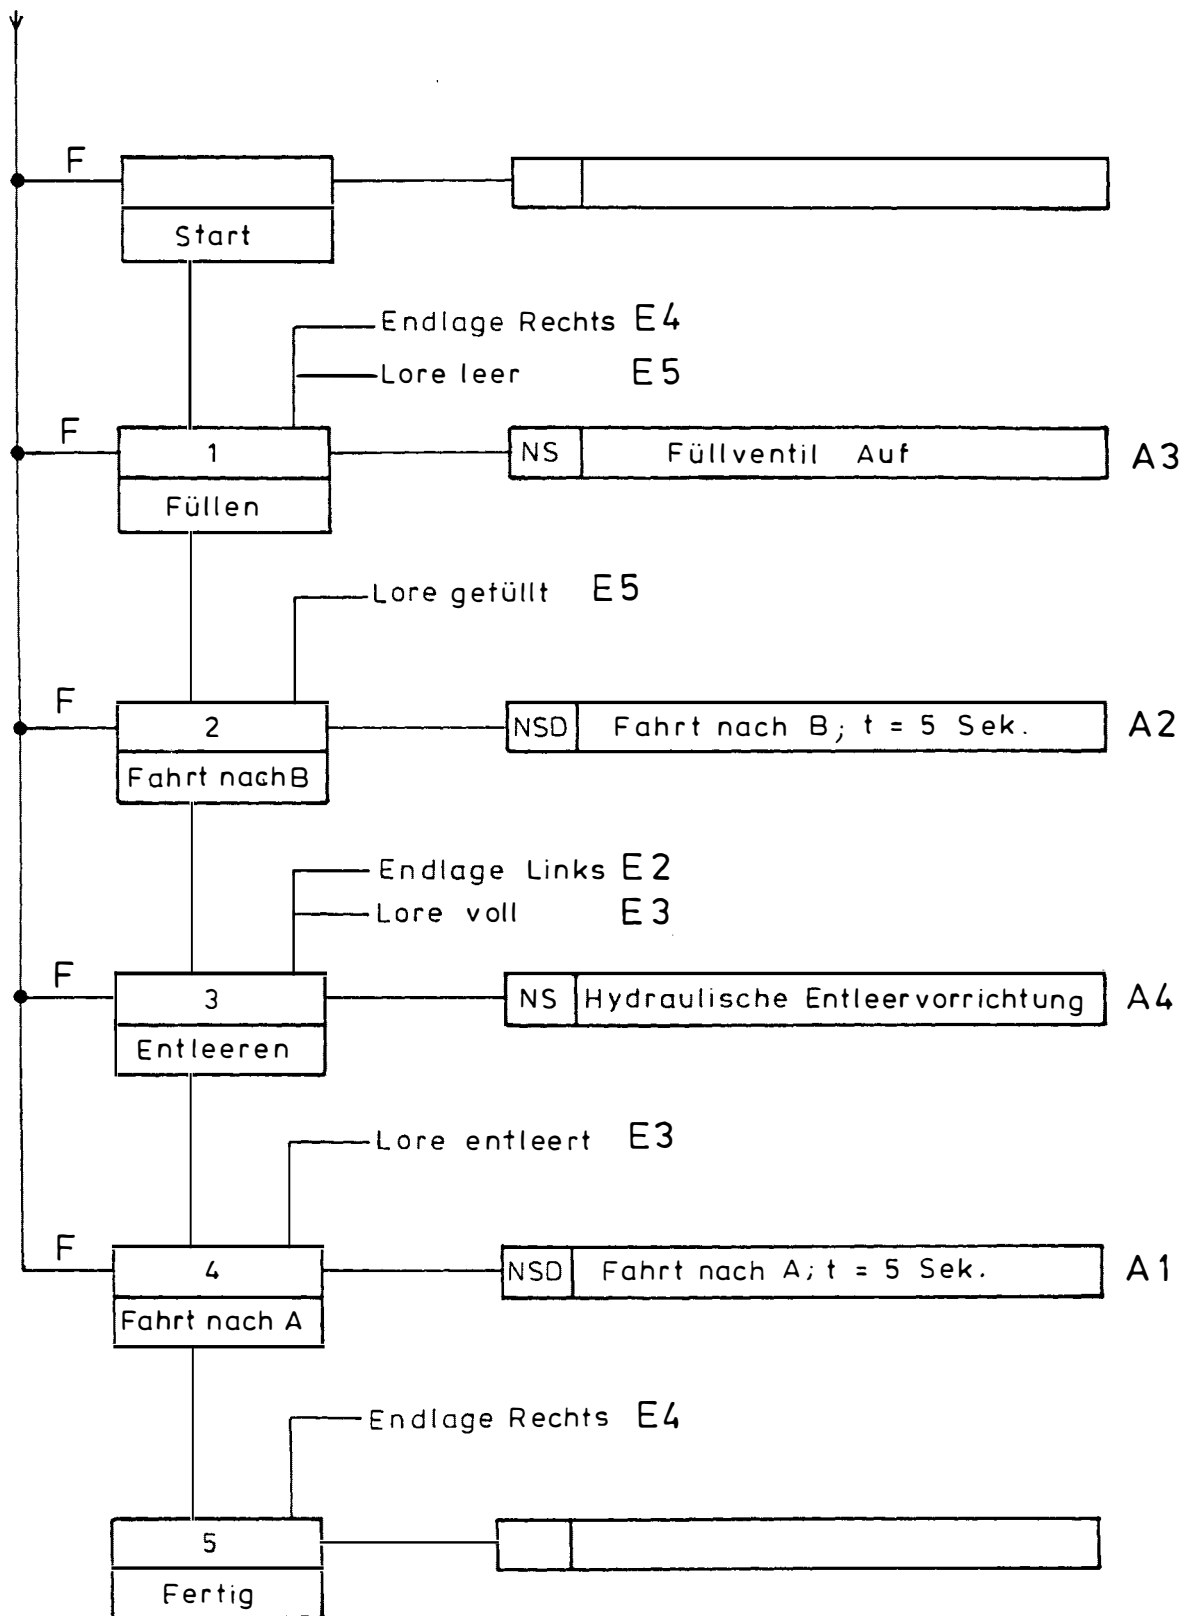 F
Start
Endlage Rechts E4
Lore leer E5
F 1 NS Füllventil Auf A3
Füllen
Lore getüllt E5
F 2 NSD Fahrt nach B; t = 5 Sek. A2
Fahrt nach B
Endlage Links E2
Lore voll E3
F 3 NS Hydraulische Entleervorrichtung A4
Entleeren
Lore entleert E3
F 4 NSD Fahrt nach A; t = 5 Sek. A1
Fahrt nach A
Endlage Rechts E4
5
Fertig